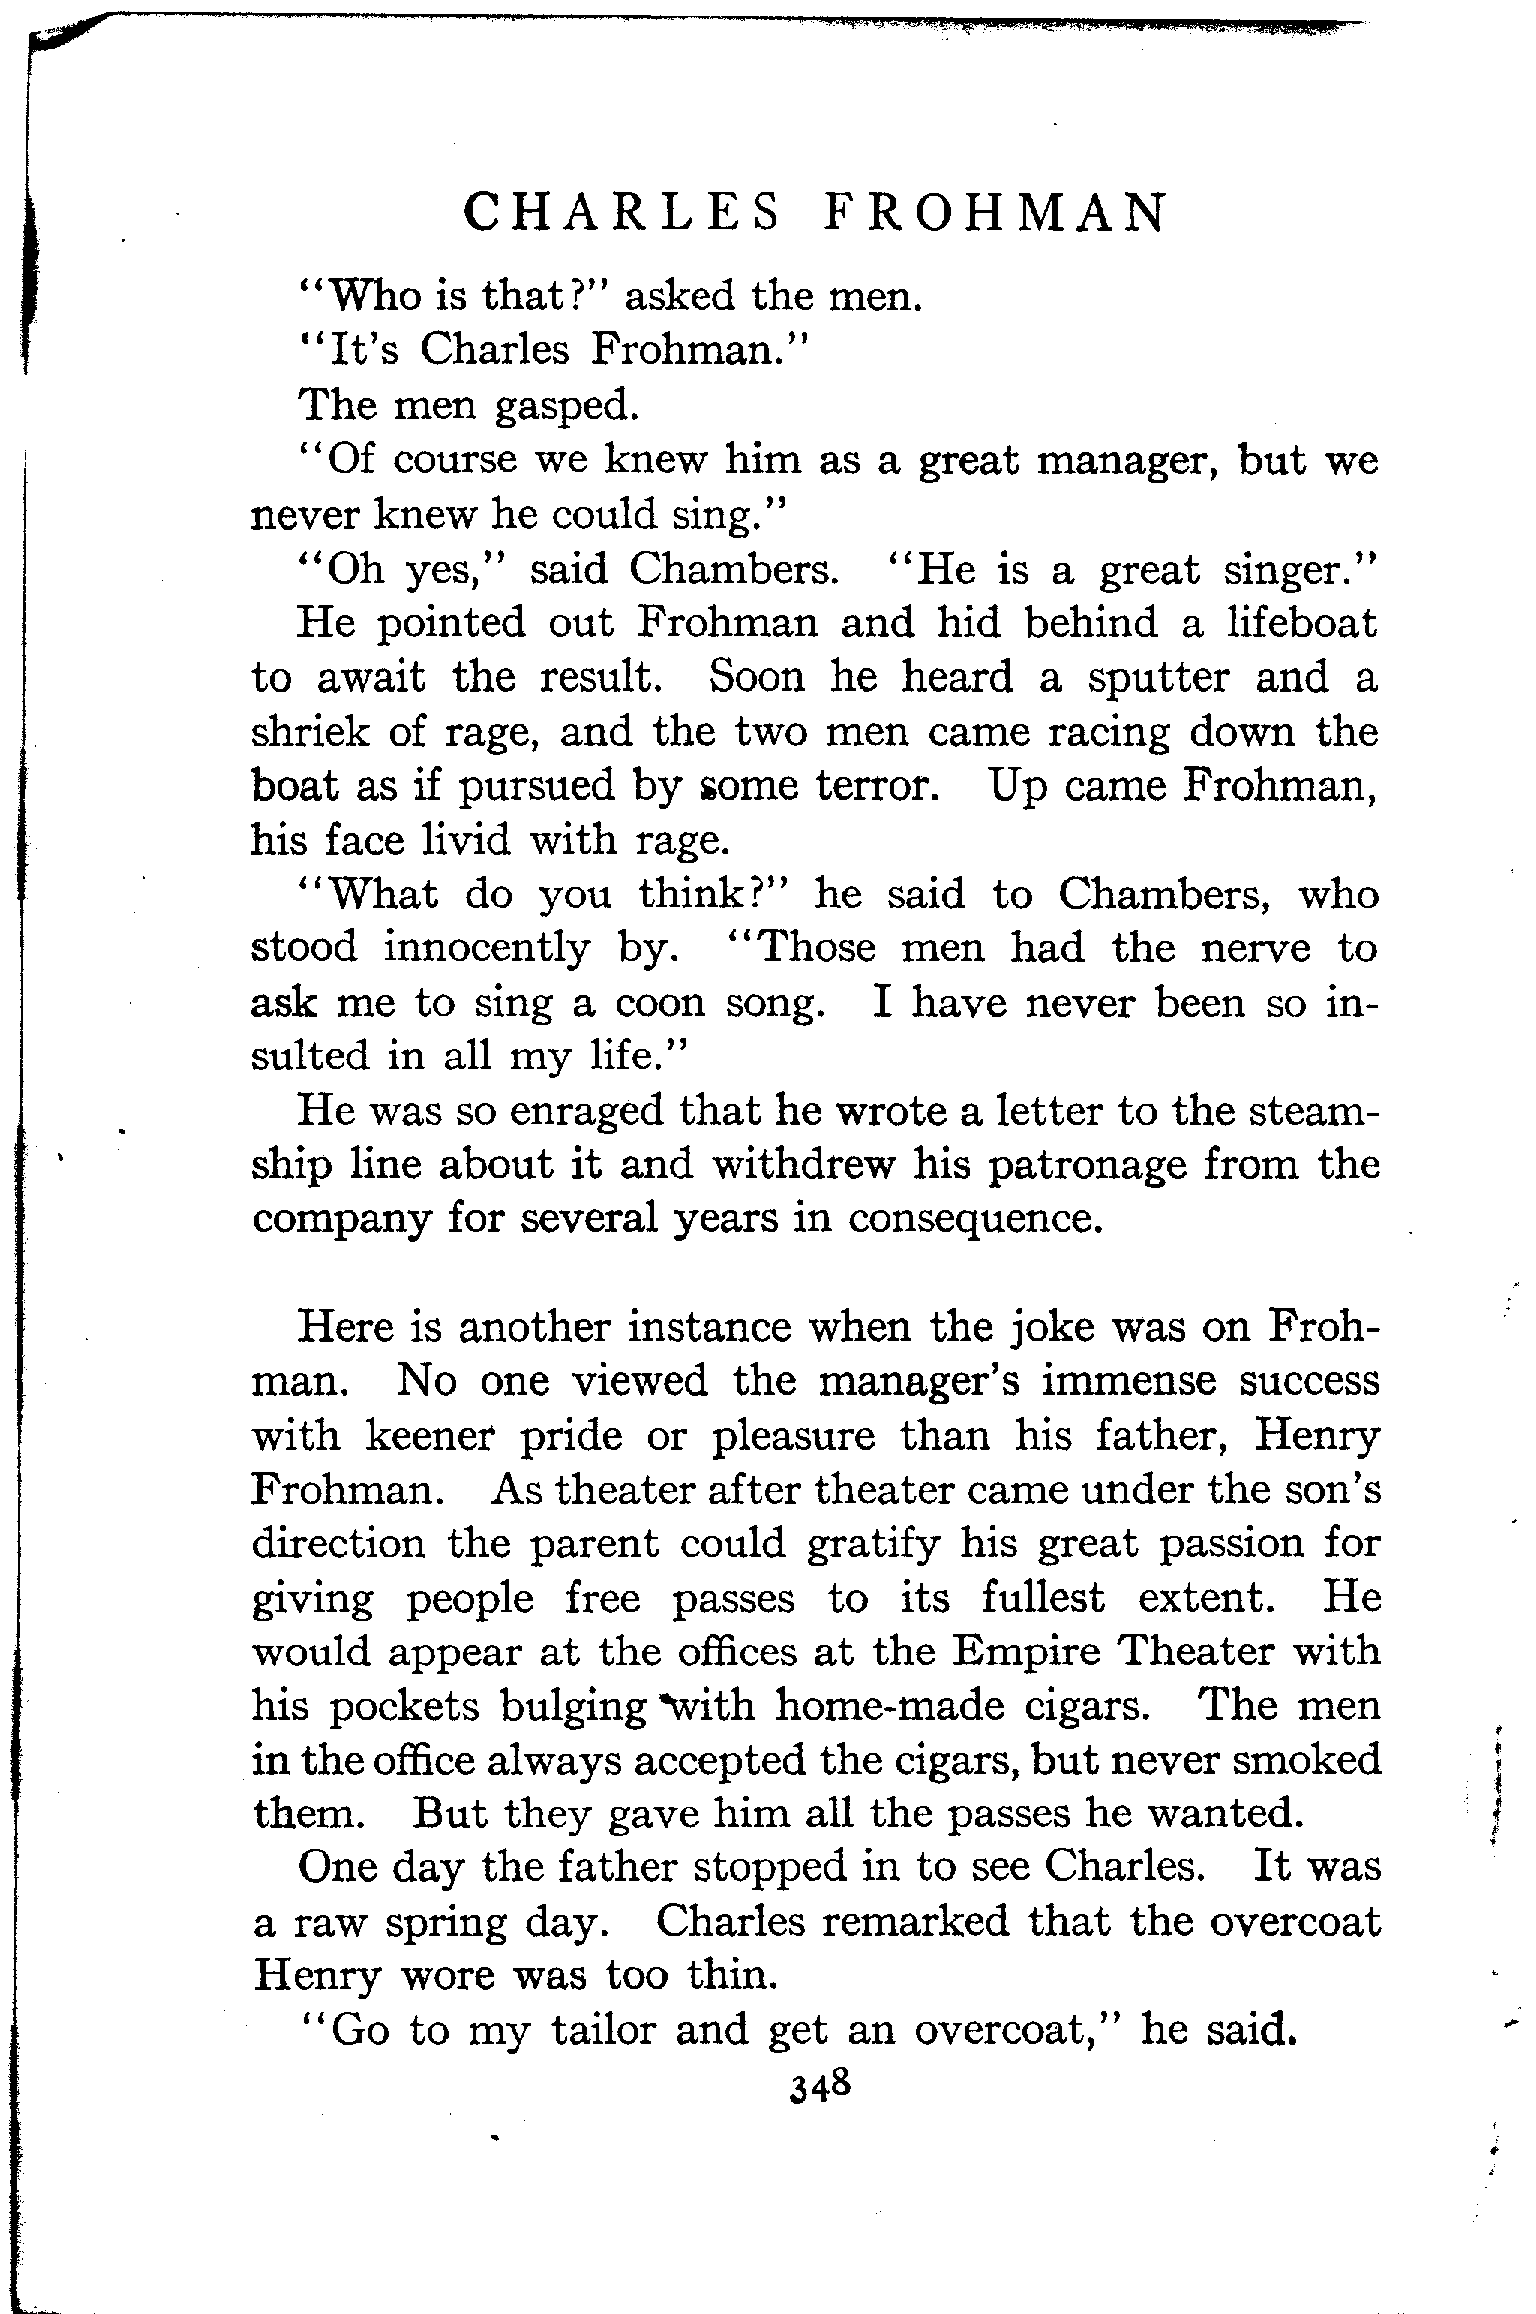 CHARLES FROHMAN
"Who is that?" asked the men.
"It's Charles Frohman."
The men gasped.
"Of course we knew him as a great manager, but we
never knew he could sing."
"Oh yes," said Chambers. "He is a great singer."
He pointed out Frohman and hid behind a lifeboat
to await the result. Soon he heard a sputter and a
shriek of rage, and the two men came racing down the
boat as if pursued by some terror. Up came Frohman,
his face livid with rage.
"What do you think?" he said to Chambers, who
stood innocently by. "Those men had the nerve to
ask me to sing a coon song. I have never been so in-
sulted in all my life."
He was so enraged that he wrote a letter to the steam-
ship line about it and withdrew his patronage from the
company for several years in consequence.
Here is another instance when the joke was on Froh-
man. No one viewed the manager's immense success
with keener pride or pleasure than his father, Henry
Frohman. As theater after theater came under the son's
direction the parent could gratify his great passion for
giving people free passes to its fullest extent. He
would appear at the offices at the Empire Theater with
his pockets bulging with home-made cigars. The men
in the office always accepted the cigars, but never smoked
them. But they gave him all the passes he wanted.
One day the father stopped in to see Charles. It was
a raw spring day. Charles remarked that the overcoat
Henry wore was too thin.
"Go to my tailor and get an overcoat," he said.
348